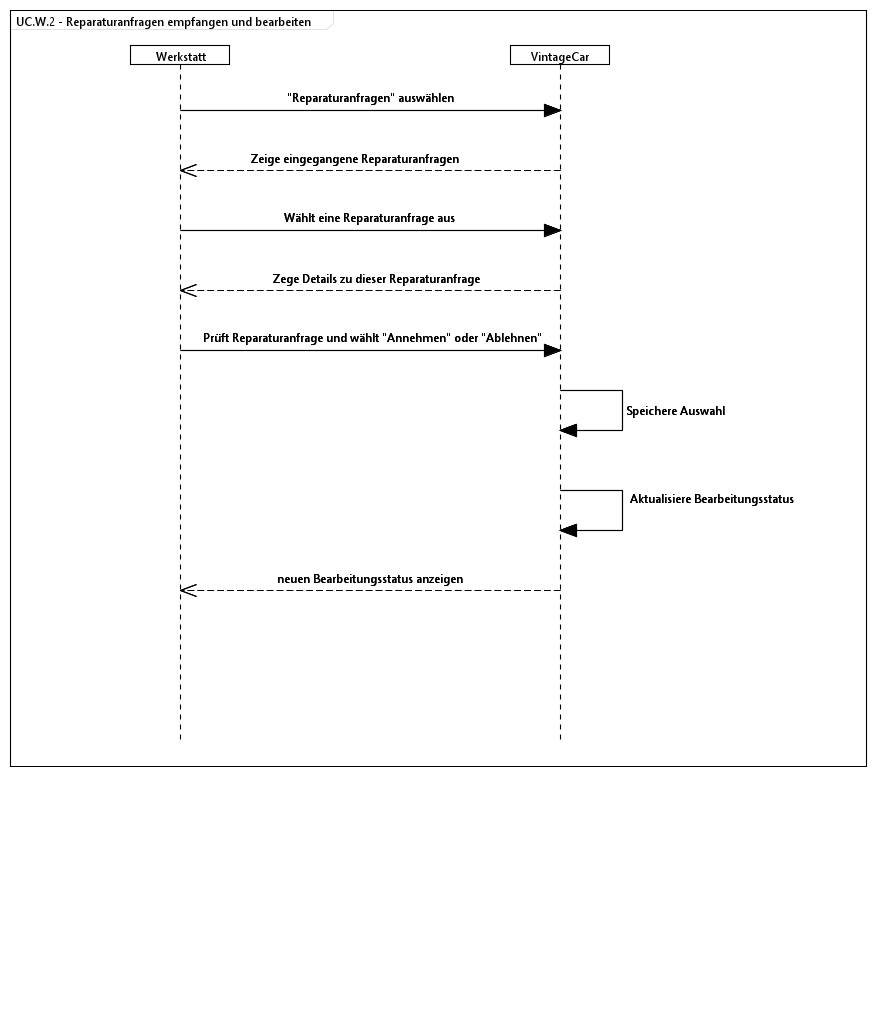 UC.W.2 - Reparaturanfragen empfangen und bearbeiten
Werkstatt
VintageCar
"Reparaturanfragen" auswählen
Zeige eingegangene Reparaturanfragen
Wählt eine Reparaturanfrage aus
Zege Details zu dieser Reparaturanfrage
Prüft Reparaturanfrage und wählt "Annehmen" oder "Ablehnen"
Speichere Auswahl
Aktualisiere Bearbeitungsstatus
neuen Bearbeitungsstatus anzeigen